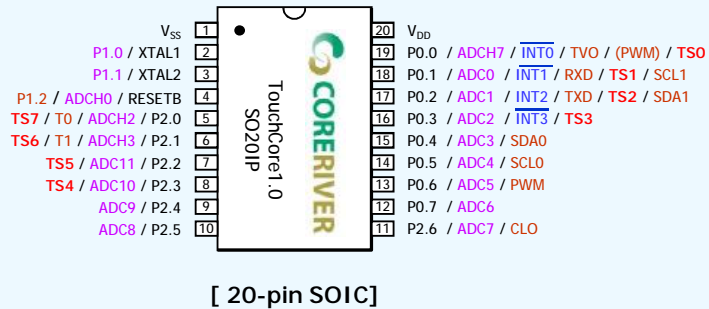 V_SS 1
P1.0 / XTAL1 2
P1.1 / XTAL2 3
P1.2 / ADCH0 / RESETB 4
TS7 / T0 / ADCH2 / P2.0 5
TS6 / T1 / ADCH3 / P2.1 6
TS5 / ADC11 / P2.2 7
TS4 / ADC10 / P2.3 8
ADC9 / P2.4 9
ADC8 / P2.5 10
TouchCore1.0
SO20IP
CORERIVER
20 V_DD
19 P0.0 / ADCH7 / INT0 / TVO / (PWM) / TS0
18 P0.1 / ADC0 / INT1 / RXD / TS1 / SCL1
17 P0.2 / ADC1 / INT2 / TXD / TS2 / SDA1
16 P0.3 / ADC2 / INT3 / TS3
15 P0.4 / ADC3 / SDA0
14 P0.5 / ADC4 / SCL0
13 P0.6 / ADC5 / PWM
12 P0.7 / ADC6
11 P2.6 / ADC7 / CLO
[ 20-pin SOIC]